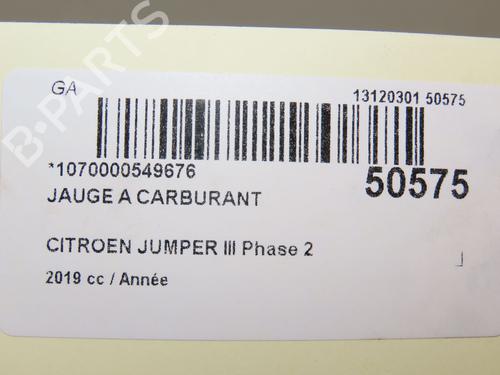 GA
13120301 50575
*1070000549676
50575
JAUGE A CARBURANT
CITROEN JUMPER III Phase 2
2019 cc / Année
B-PARTS